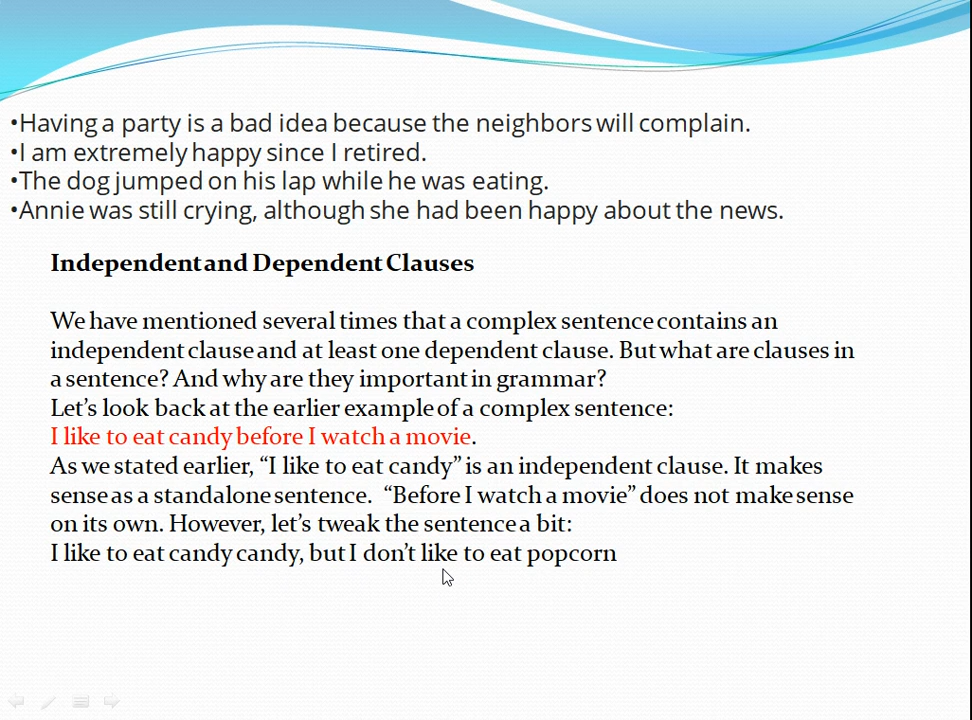 •Having a party is a bad idea because the neighbors will complain.
•I am extremely happy since I retired.
•The dog jumped on his lap while he was eating.
•Annie was still crying, although she had been happy about the news.
Independent and Dependent Clauses
We have mentioned several times that a complex sentence contains an
independent clause and at least one dependent clause. But what are clauses in
a sentence? And why are they important in grammar?
Let’s look back at the earlier example of a complex sentence:
I like to eat candy before I watch a movie.
As we stated earlier, “I like to eat candy” is an independent clause. It makes
sense as a standalone sentence.  “Before I watch a movie” does not make sense
on its own. However, let’s tweak the sentence a bit:
I like to eat candy candy, but I don’t like to eat popcorn